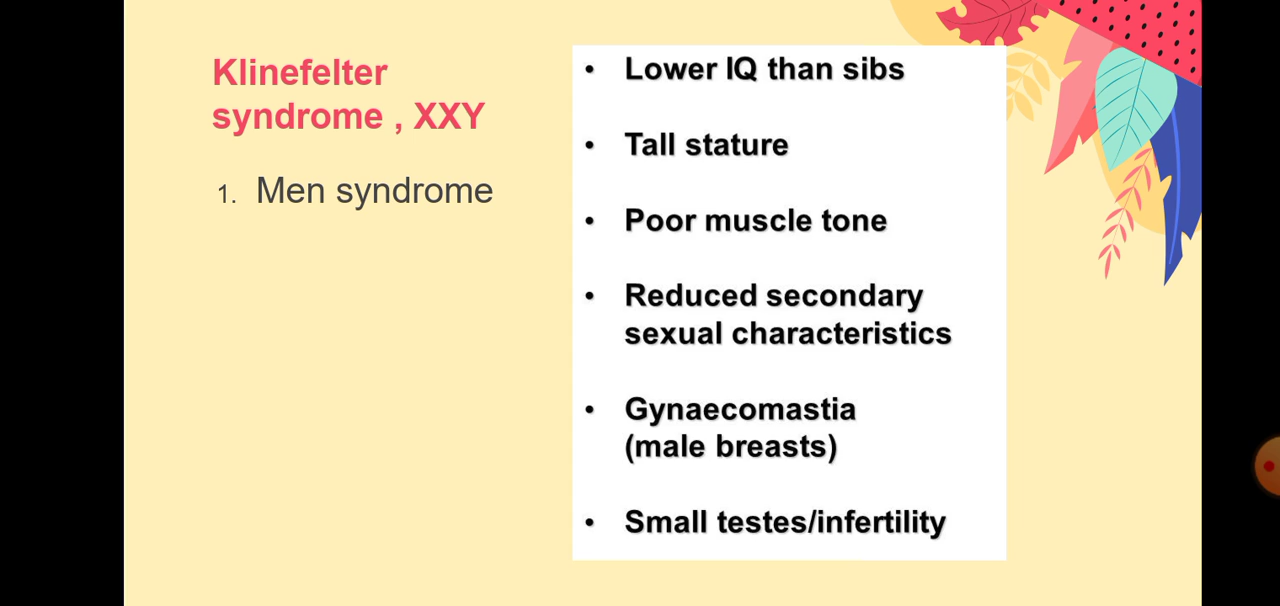 Klinefelter
syndrome , XXY
1. Men syndrome
• Lower IQ than sibs
• Tall stature
• Poor muscle tone
• Reduced secondary
sexual characteristics
• Gynaecomastia
(male breasts)
• Small testes/infertility